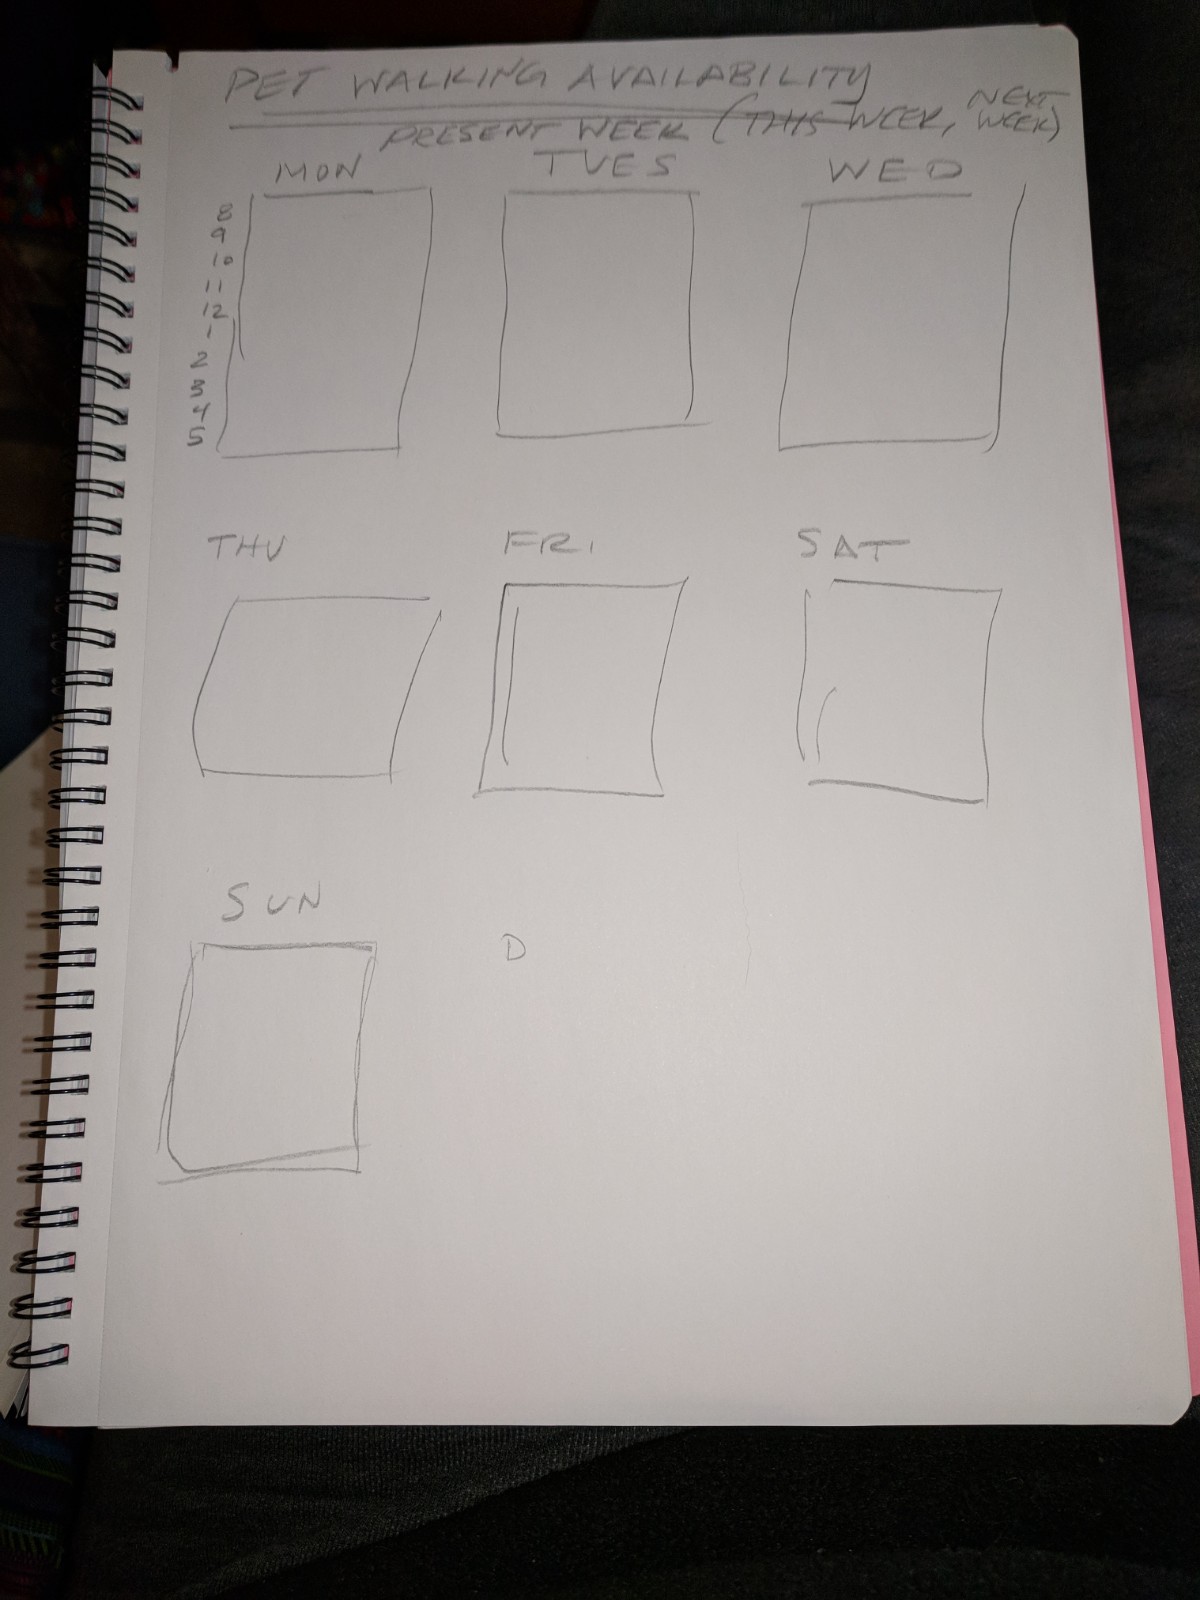 PET WALKING AVAILABILITY
PRESENT WEEK (THIS WEEK, NEXT WEEK)
MON TUES WED
8
9
10
11
12
1
2
3
4
5
THU FRI SAT
SUN
D